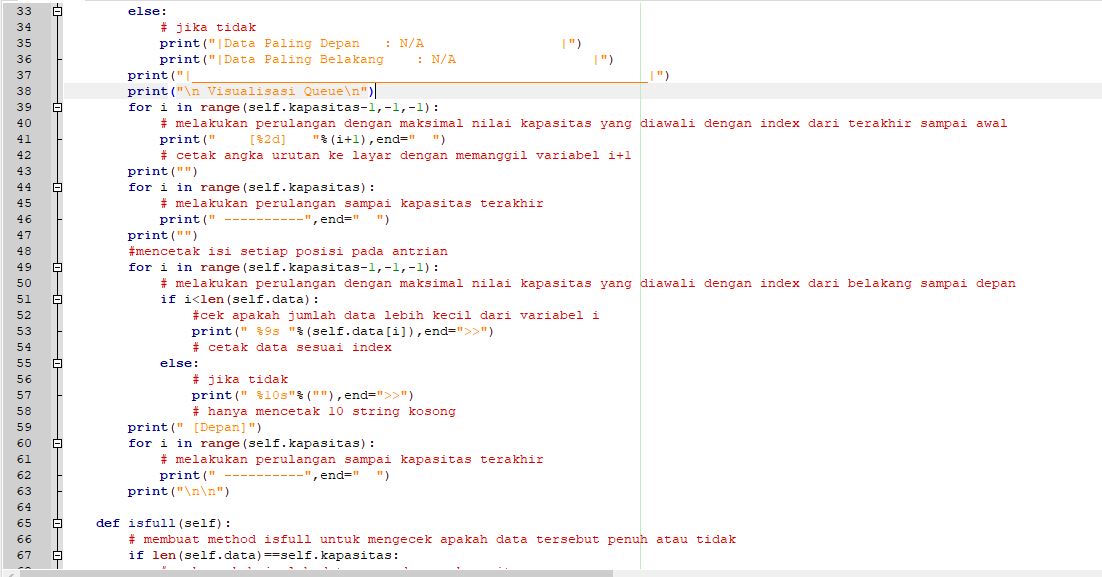 33 else:
34 # jika tidak
35 print("|Data Paling Depan   : N/A                 |")
36 print("|Data Paling Belakang    : N/A                 |")
37 print("|_________________________________________________________|")
38 print("\n Visualisasi Queue\n")
39 for i in range(self.kapasitas-1,-1,-1):
40 # melakukan perulangan dengan maksimal nilai kapasitas yang diawali dengan index dari terakhir sampai awal
41 print("    [%2d]   "%(i+1),end="  ")
42 # cetak angka urutan ke layar dengan memanggil variabel i+1
43 print("")
44 for i in range(self.kapasitas):
45 # melakukan perulangan sampai kapasitas terakhir
46 print(" ----------",end="  ")
47 print("")
48 #mencetak isi setiap posisi pada antrian
49 for i in range(self.kapasitas-1,-1,-1):
50 # melakukan perulangan dengan maksimal nilai kapasitas yang diawali dengan index dari belakang sampai depan
51 if i<len(self.data):
52 #cek apakah jumlah data lebih kecil dari variabel i
53 print(" %9s "%(self.data[i]),end=">>")
54 # cetak data sesuai index
55 else:
56 # jika tidak
57 print(" %10s"%(""),end=">>")
58 # hanya mencetak 10 string kosong
59 print(" [Depan]")
60 for i in range(self.kapasitas):
61 # melakukan perulangan sampai kapasitas terakhir
62 print(" ----------",end="  ")
63 print("\n\n")
64
65 def isfull(self):
66 # membuat method isfull untuk mengecek apakah data tersebut penuh atau tidak
67 if len(self.data)==self.kapasitas: